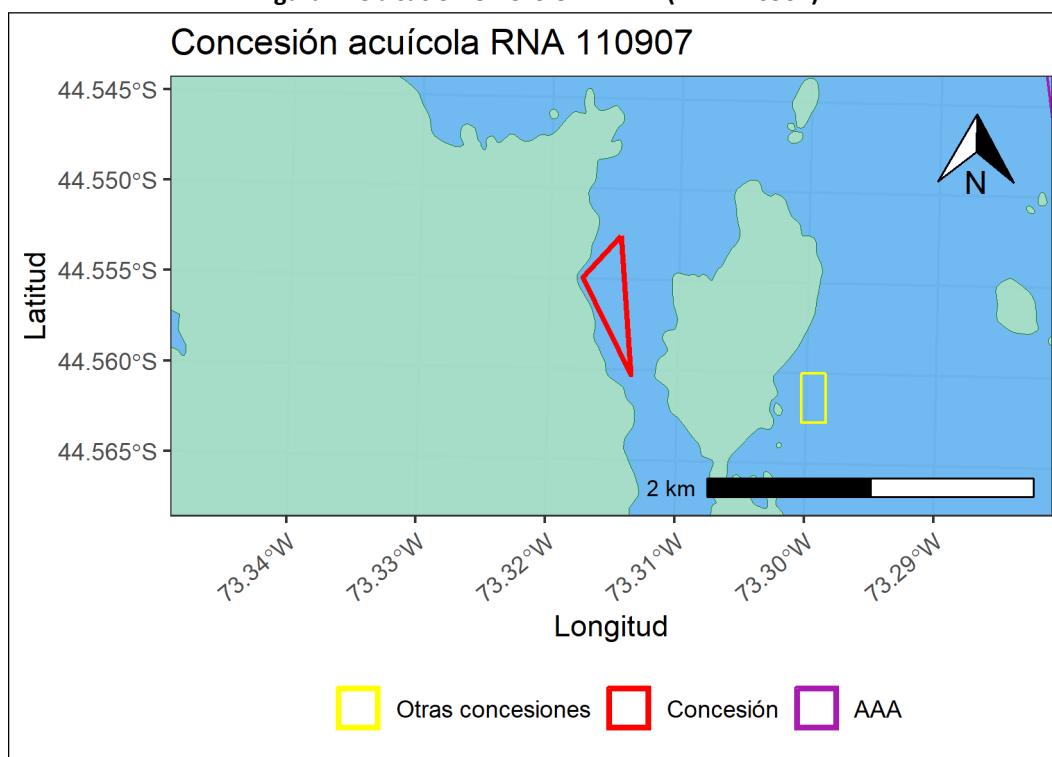 Concesión acuícola RNA 110907
44.545°S
44.550°S
44.555°S
44.560°S
44.565°S
Latitud
N
2 km
73.34°W
73.33°W
73.32°W
73.31°W
73.30°W
73.29°W
Longitud
Otras concesiones
Concesión
AAA